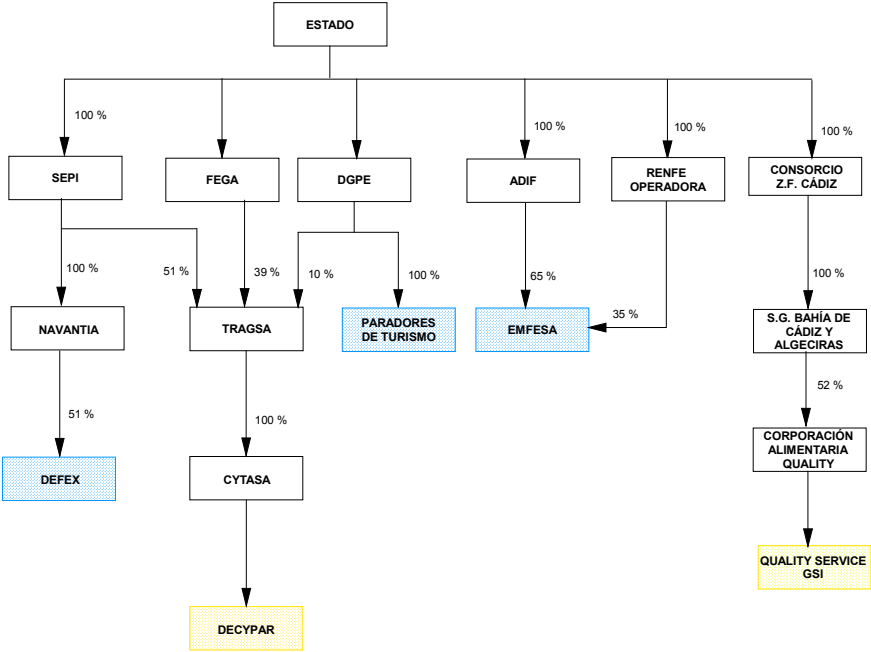 ESTADO
100 %
100 %
100 %
100 %
SEPI
FEGA
DGPE
ADIF
RENFE
OPERADORA
CONSORCIO
Z.F. CÁDIZ
100 %
51 %
39 %
10 %
100 %
65 %
35 %
100 %
NAVANTIA
TRAGSA
PARADORES
DE TURISMO
EMFESA
S.G. BAHÍA DE
CÁDIZ Y
ALGECIRAS
51 %
100 %
52 %
DEFEX
CYTASA
CORPORACIÓN
ALIMENTARIA
QUALITY
QUALITY SERVICE
GSI
DECYPAR